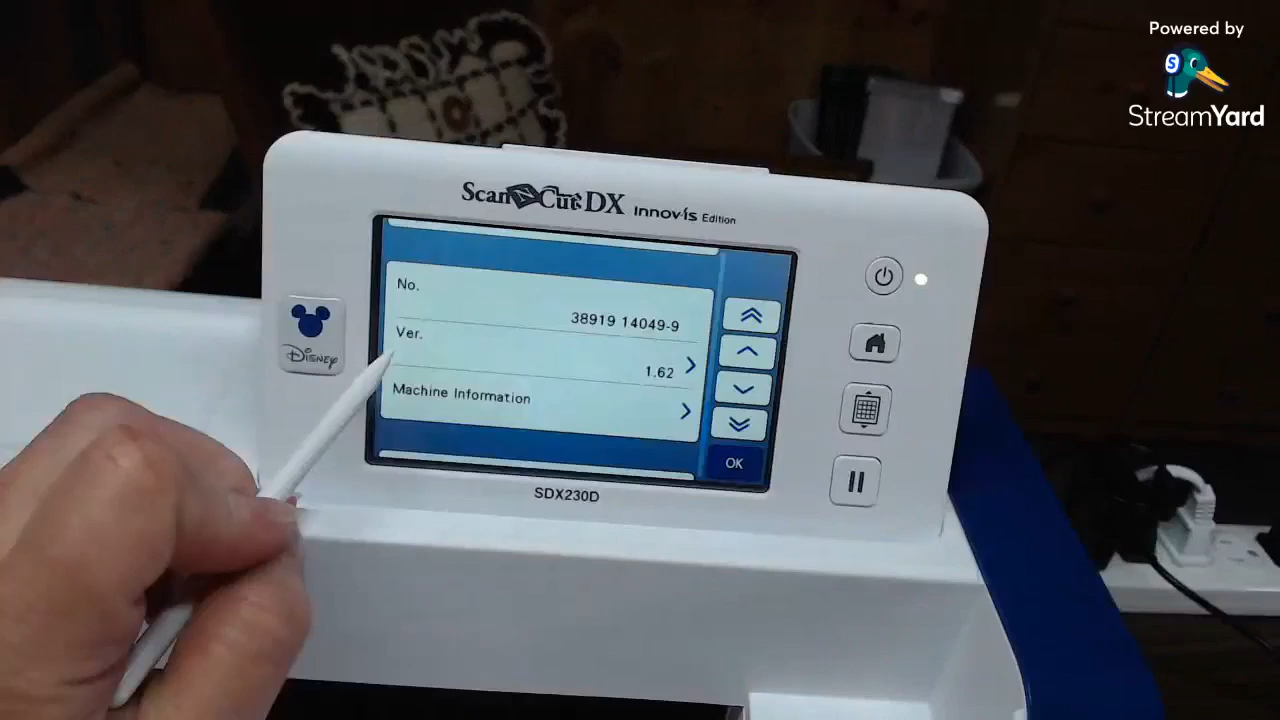 Powered by
StreamYard
ScanNCut DX Innov-ís Edition
No.
38919 14049-9
Ver.
1.62
Machine Information
OK
Disney
SDX230D